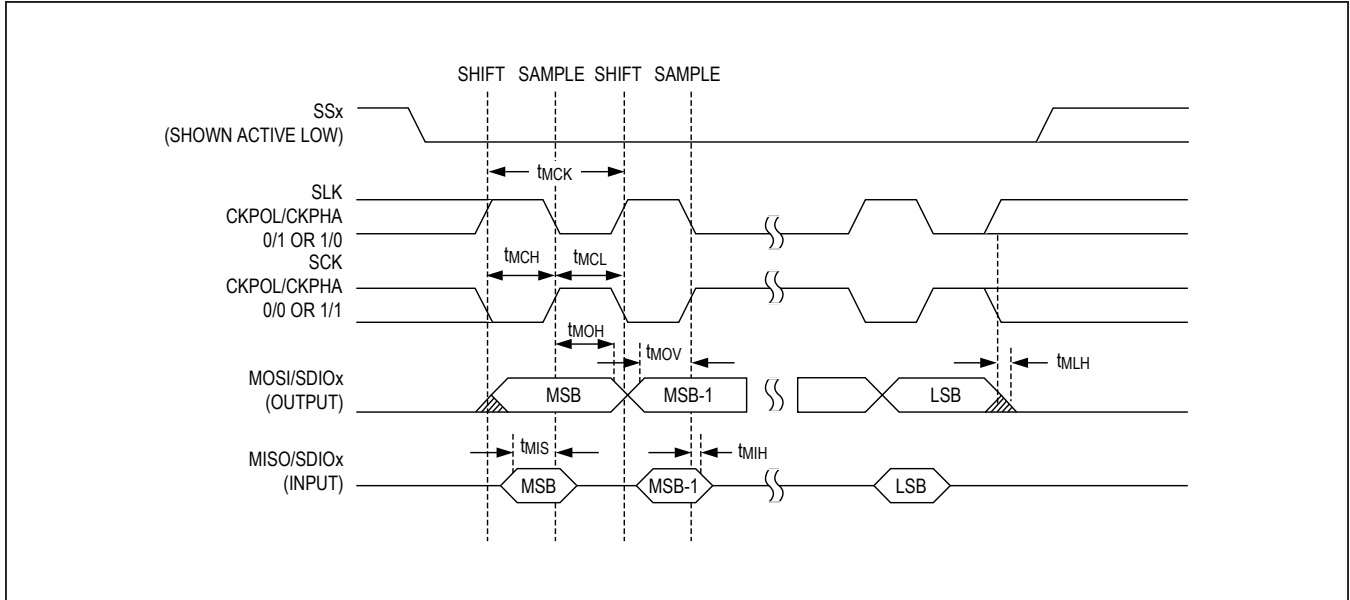 SHIFT SAMPLE SHIFT SAMPLE
SSx
(SHOWN ACTIVE LOW)
tMCK
SLK
CKPOL/CKPHA
0/1 OR 1/0
SCK
CKPOL/CKPHA
0/0 OR 1/1
tMCH
tMCL
tMOH
tMOV
tMLH
MOSI/SDIOx
(OUTPUT)
MSB
MSB-1
LSB
tMIS
tMIH
MISO/SDIOx
(INPUT)
MSB
MSB-1
LSB